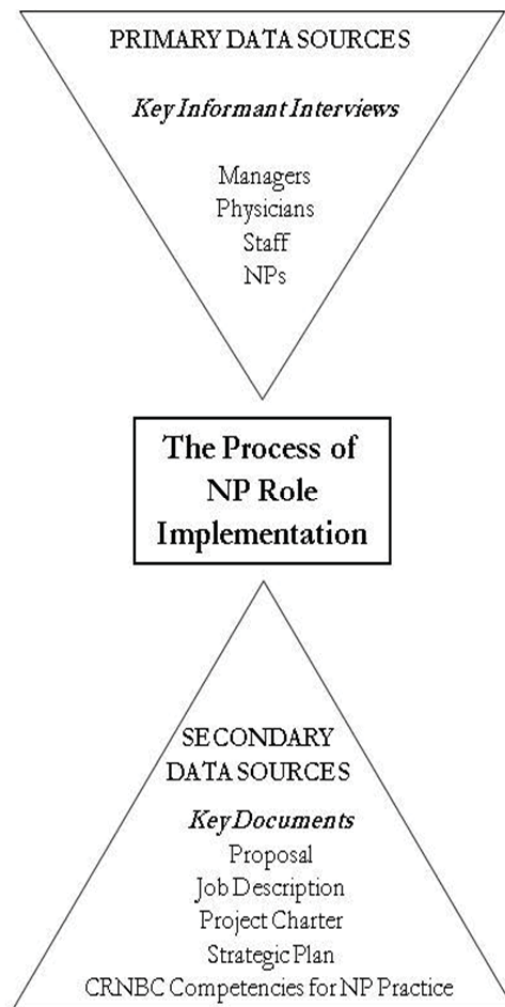 PRIMARY DATA SOURCES
Key Informant Interviews
Managers
Physicians
Staff
NPs
The Process of
NP Role
Implementation
SECONDARY
DATA SOURCES
Key Documents
Proposal
Job Description
Project Charter
Strategic Plan
CRNBC Competencies for NP Practice